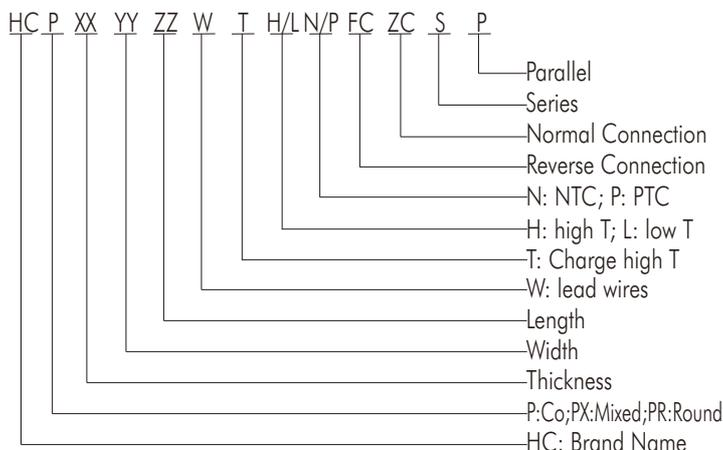 HC P XX YY ZZ W T H/L N/P FC ZC S P
Parallel
Series
Normal Connection
Reverse Connection
N: NTC; P: PTC
H: high T; L: low T
T: Charge high T
W: lead wires
Length
Width
Thickness
P:Co;PX:Mixed;PR:Round
HC: Brand Name